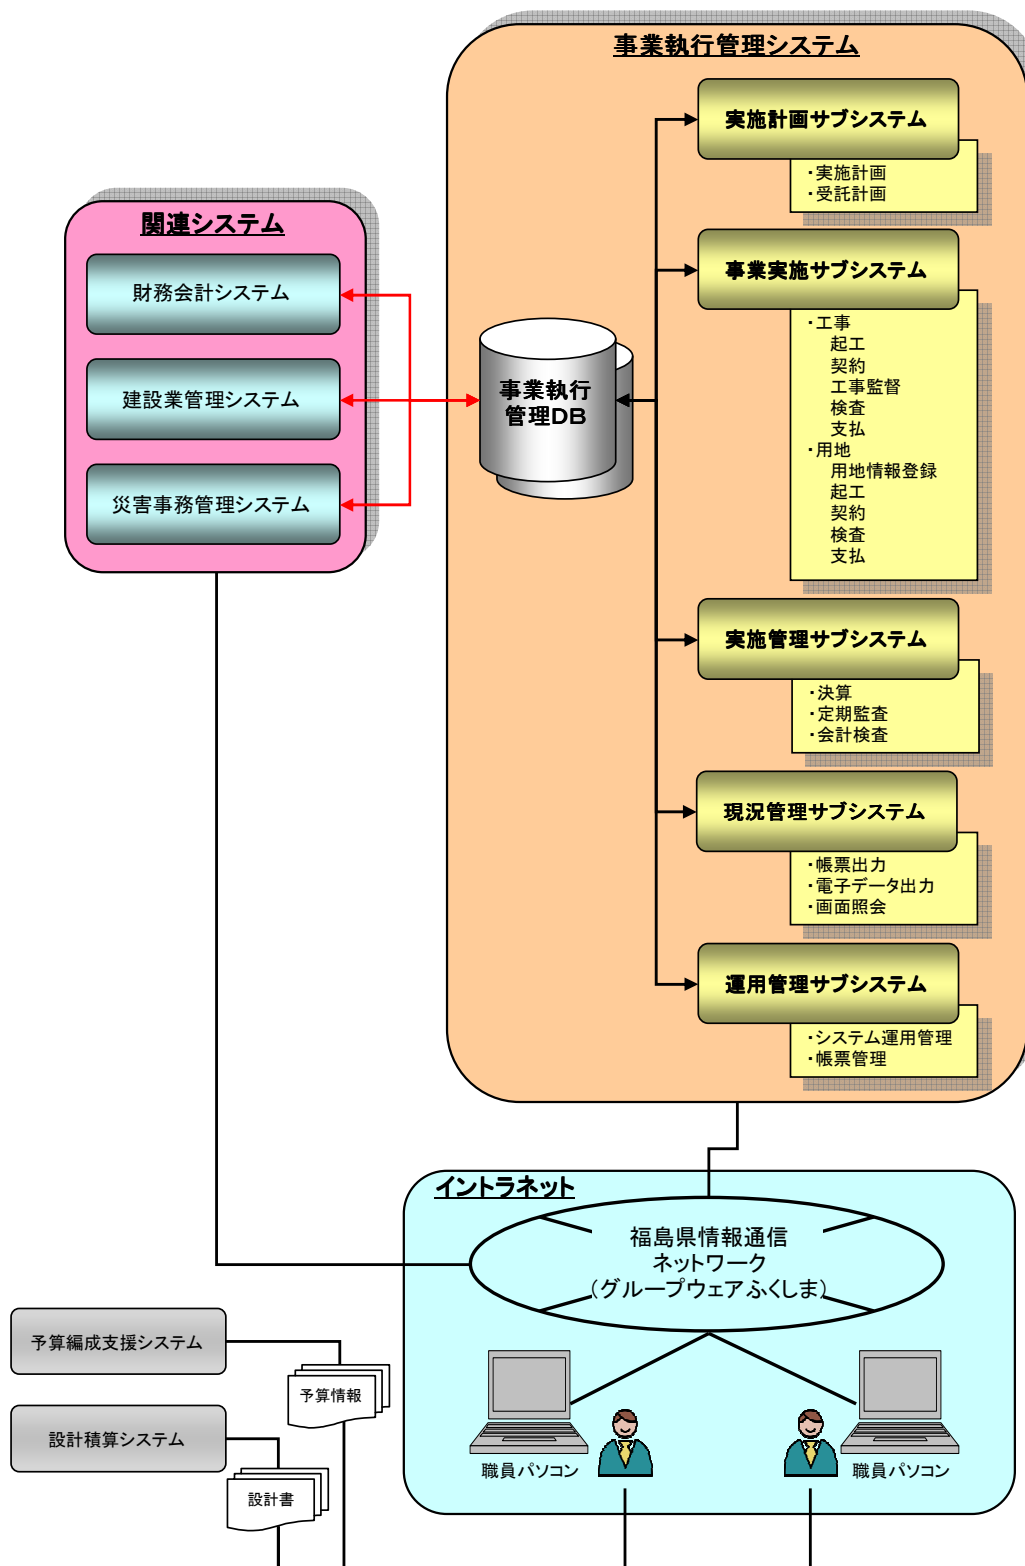 事業執行管理システム
実施計画サブシステム
・実施計画
・受託計画
関連システム
財務会計システム
建設業管理システム
災害事務管理システム
事業執行
管理DB
事業実施サブシステム
・工事
起工
契約
工事監督
検査
支払
・用地
用地情報登録
起工
契約
検査
支払
実施管理サブシステム
・決算
・定期監査
・会計検査
現況管理サブシステム
・帳票出力
・電子データ出力
・画面照会
運用管理サブシステム
・システム運用管理
・帳票管理
イントラネット
福島県情報通信
ネットワーク
(グループウェアふくしま)
職員パソコン
職員パソコン
予算編成支援システム
予算情報
設計積算システム
設計書